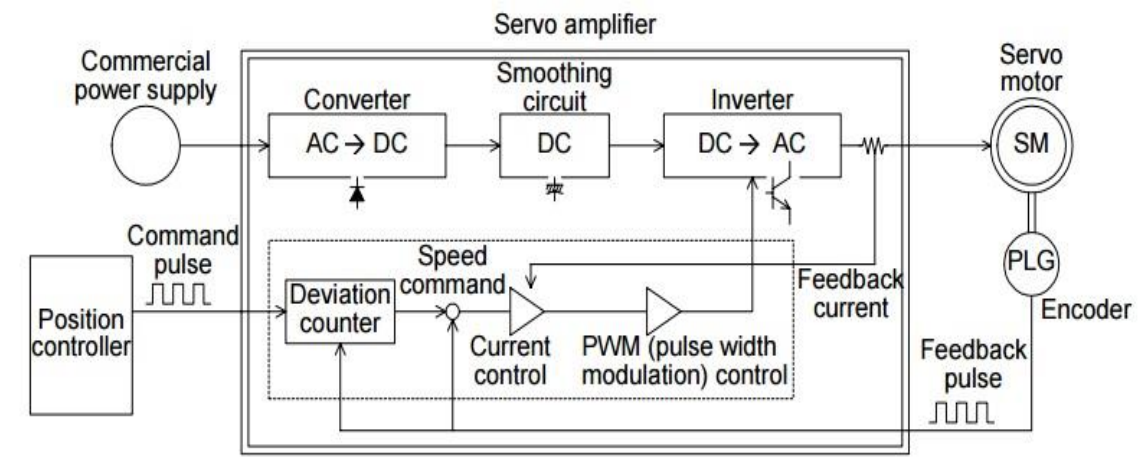 Servo amplifier
Commercial
power supply
Converter
AC → DC
Smoothing
circuit
DC
Inverter
DC → AC
Servo
motor
SM
PLG
Encoder
Command
pulse
Position
controller
Deviation
counter
Speed
command
Current
control
PWM (pulse width
modulation) control
Feedback
current
Feedback
pulse